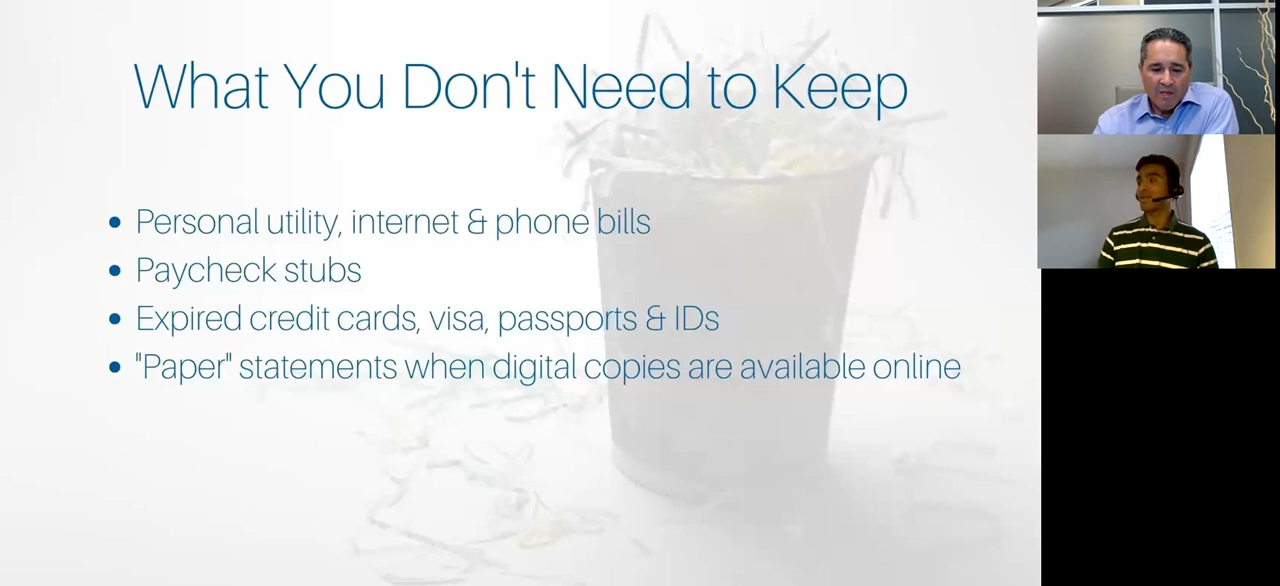 What You Don't Need to Keep
• Personal utility, internet & phone bills
• Paycheck stubs
• Expired credit cards, visa, passports & IDs
• "Paper" statements when digital copies are available online